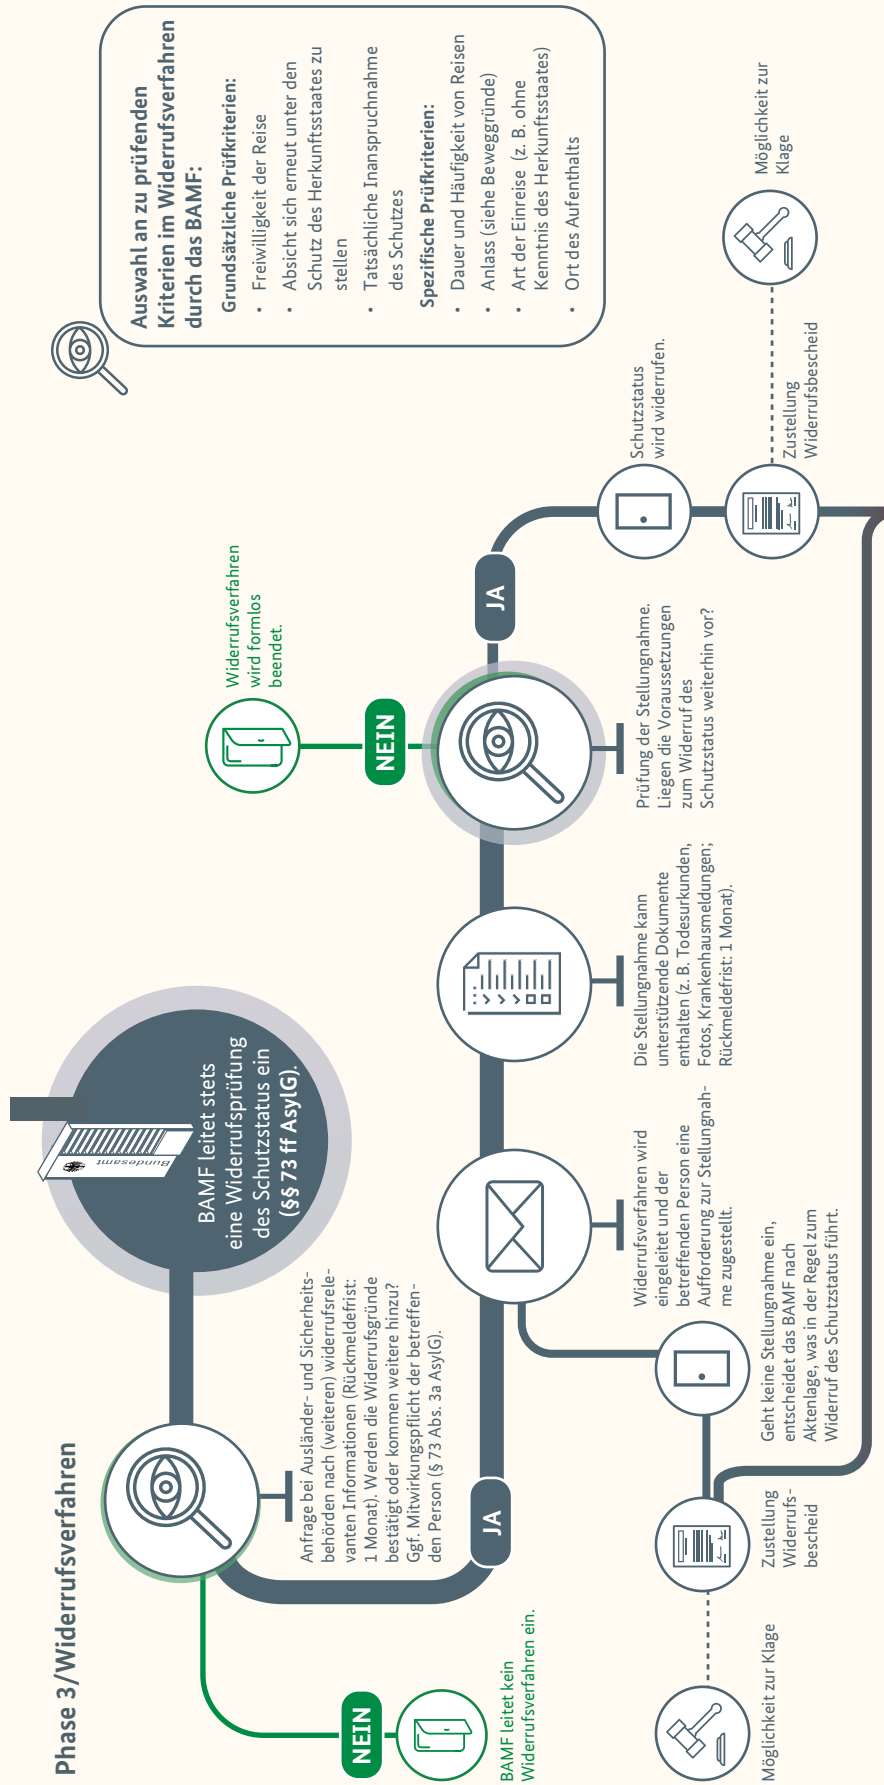 Phase 3/Widerrufsverfahren
Bundesamt
BAMF leitet stets
eine Widerrufsprüfung
des Schutzstatus ein
(§§ 73 ff AsylG).
Anfrage bei Ausländer- und Sicherheits-
behörden nach (weiteren) widerrufsrele-
vanten Informationen (Rückmeldefrist:
1 Monat). Werden die Widerrufsgründe
bestätigt oder kommen weitere hinzu?
Ggf. Mitwirkungspflicht der betreffen-
den Person (§ 73 Abs. 3a AsylG).
NEIN
BAMF leitet kein
Widerrufsverfahren ein.
JA
Widerrufsverfahren wird
eingeleitet und der
betreffenden Person eine
Aufforderung zur Stellungnah-
me zugestellt.
Geht keine Stellungnahme ein,
entscheidet das BAMF nach
Aktenlage, was in der Regel zum
Widerruf des Schutzstatus führt.
Zustellung
Widerrufs-
bescheid
Möglichkeit zur Klage
Die Stellungnahme kann
unterstützende Dokumente
enthalten (z. B. Todesurkunden,
Fotos, Krankenhausmeldungen;
Rückmeldefrist: 1 Monat).
Prüfung der Stellungnahme.
Liegen die Voraussetzungen
zum Widerruf des
Schutzstatus weiterhin vor?
NEIN
Widerrufsverfahren
wird formlos
beendet.
JA
Schutzstatus
wird widerrufen.
Zustellung
Widerrufsbescheid
Möglichkeit zur
Klage
Auswahl an zu prüfenden
Kriterien im Widerrufsverfahren
durch das BAMF:
Grundsätzliche Prüfkriterien:
• Freiwilligkeit der Reise
• Absicht sich erneut unter den
Schutz des Herkunftsstaates zu
stellen
• Tatsächliche Inanspruchnahme
des Schutzes
Spezifische Prüfkriterien:
• Dauer und Häufigkeit von Reisen
• Anlass (siehe Beweggründe)
• Art der Einreise (z. B. ohne
Kenntnis des Herkunftsstaates)
• Ort des Aufenthalts